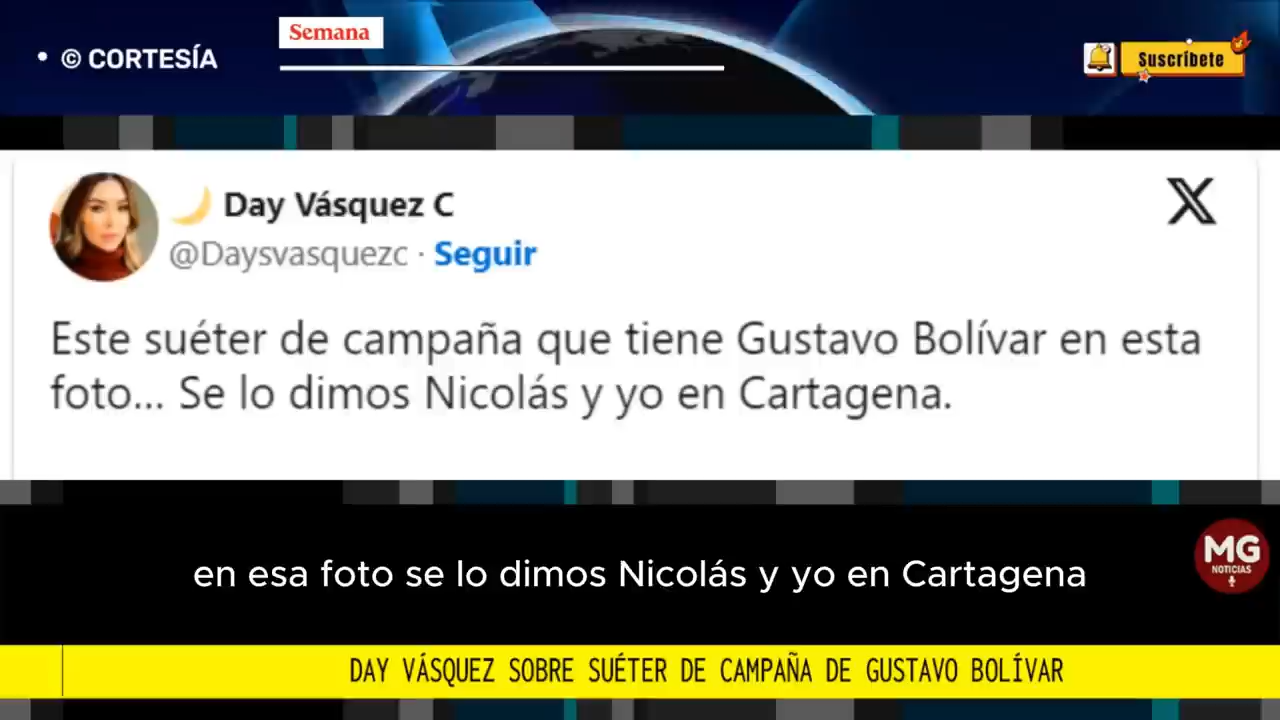 • © CORTESÍA
Semana
Suscríbete
🌙 Day Vásquez C
@Daysvasquezc · Seguir
X
Este suéter de campaña que tiene Gustavo Bolívar en esta
foto... Se lo dimos Nicolás y yo en Cartagena.
en esa foto se lo dimos Nicolás y yo en Cartagena
MG
NOTICIAS
DAY VÁSQUEZ SOBRE SUÉTER DE CAMPAÑA DE GUSTAVO BOLÍVAR